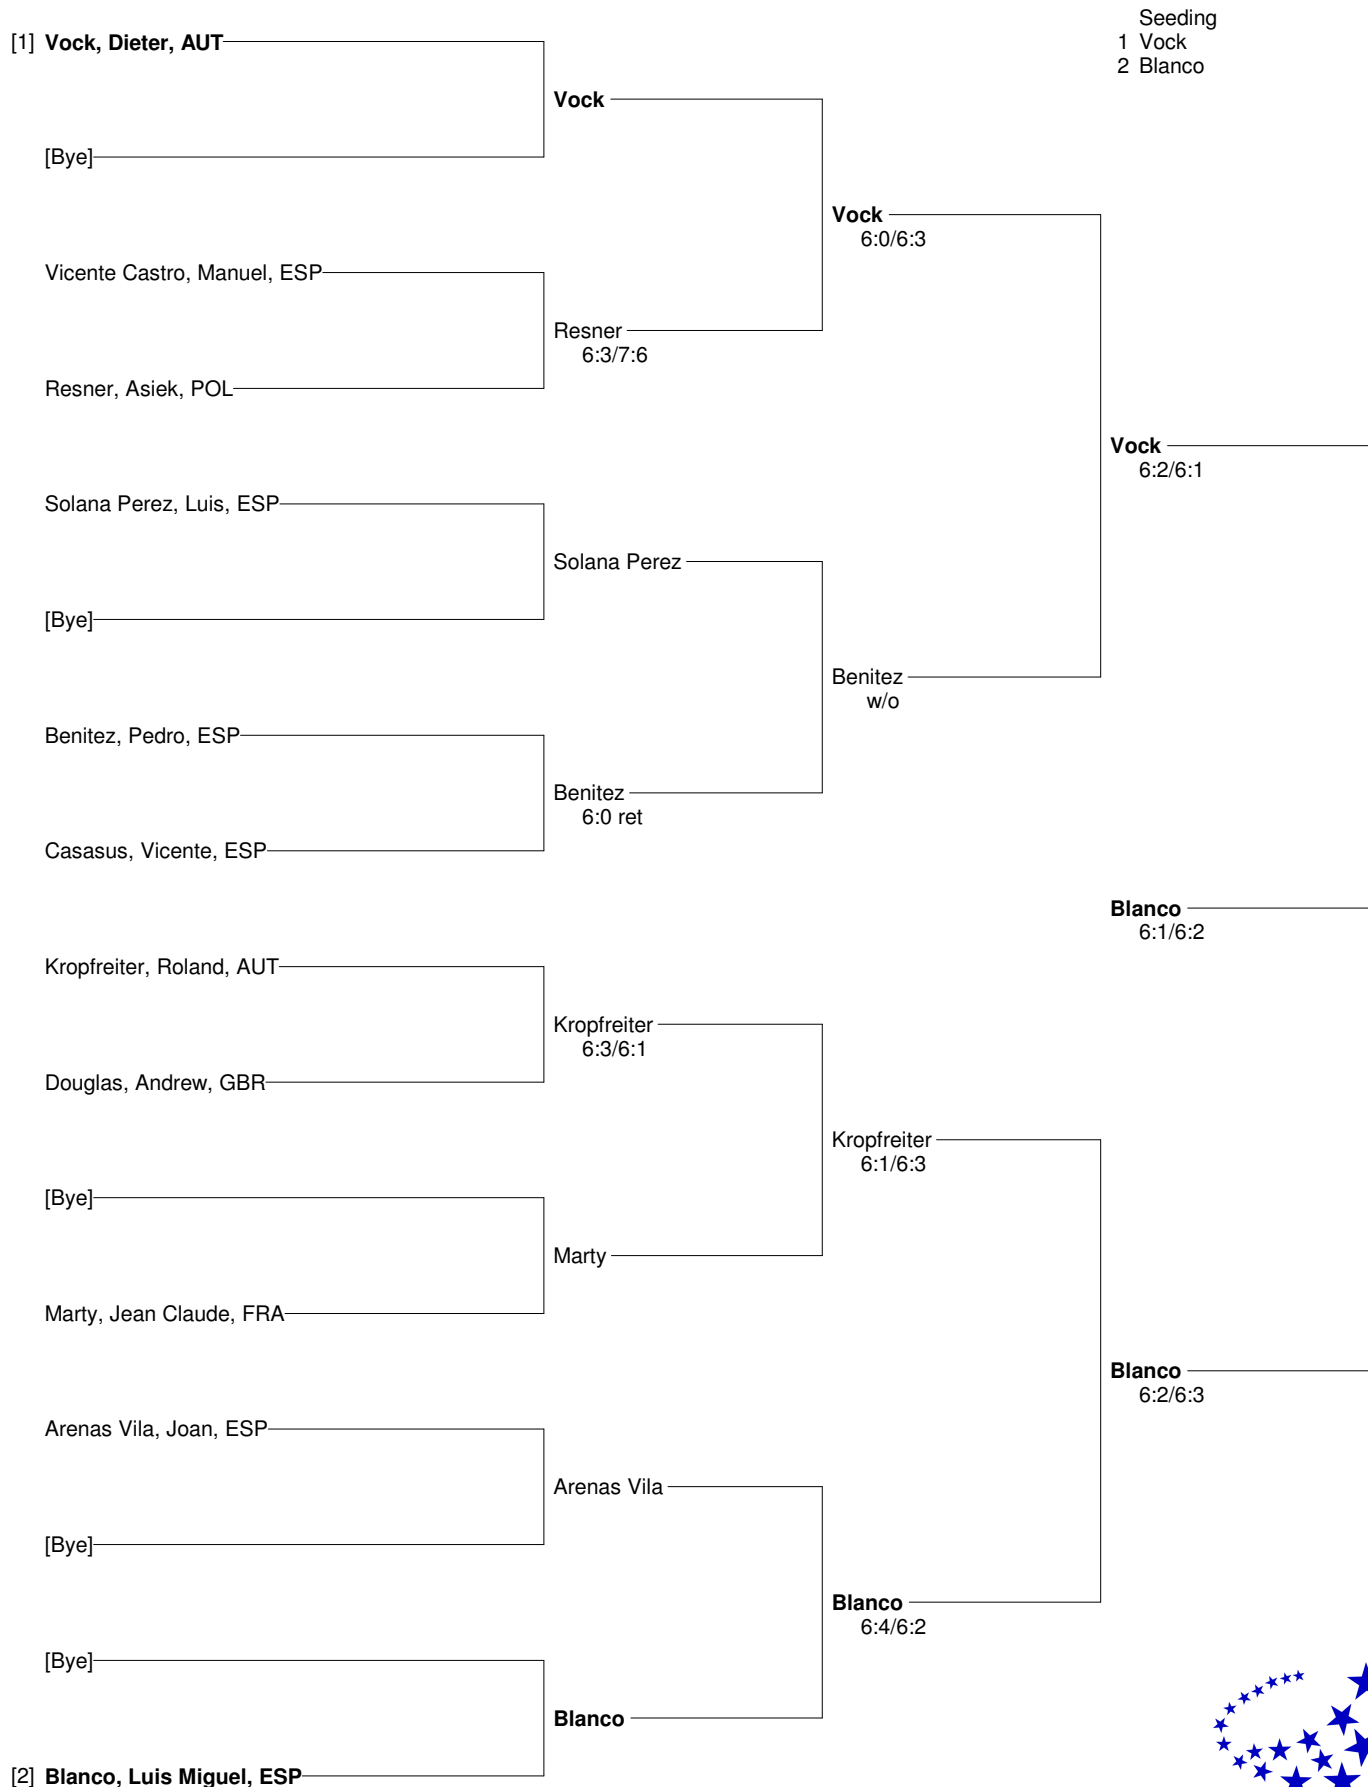 Seeding
1 Vock
2 Blanco
[1] Vock, Dieter, AUT
Vock
[Bye]
Vock
6:0/6:3
Vicente Castro, Manuel, ESP
Resner
6:3/7:6
Resner, Asiek, POL
Vock
6:2/6:1
Solana Perez, Luis, ESP
Solana Perez
[Bye]
Benitez
w/o
Benitez, Pedro, ESP
Benitez
6:0 ret
Casasus, Vicente, ESP
Blanco
6:1/6:2
Kropfreiter, Roland, AUT
Kropfreiter
6:3/6:1
Douglas, Andrew, GBR
Kropfreiter
6:1/6:3
[Bye]
Marty
Marty, Jean Claude, FRA
Blanco
6:2/6:3
Arenas Vila, Joan, ESP
Arenas Vila
[Bye]
Blanco
6:4/6:2
[Bye]
Blanco
[2] Blanco, Luis Miguel, ESP